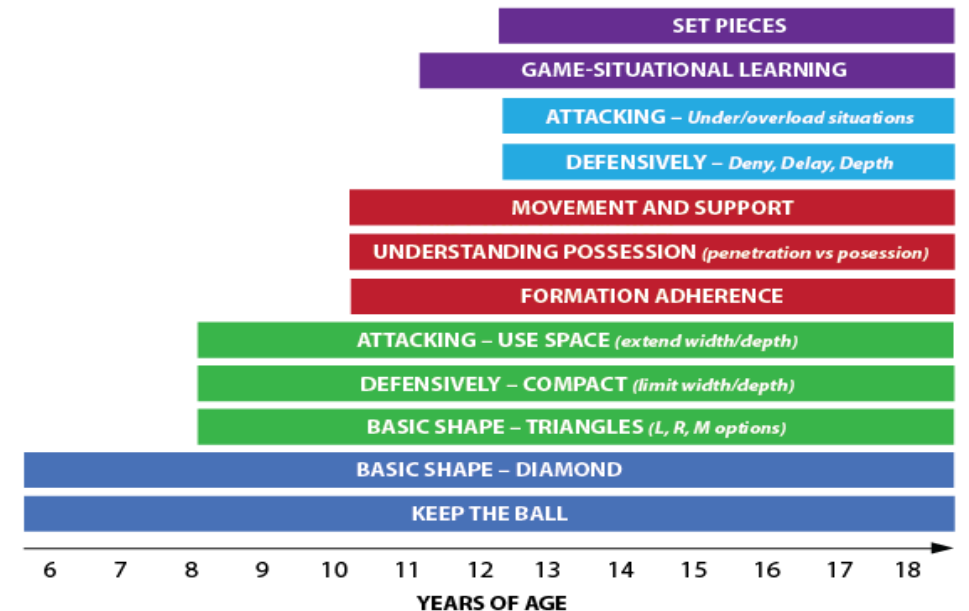 SET PIECES
GAME-SITUATIONAL LEARNING
ATTACKING – Under/overload situations
DEFENSIVELY – Deny, Delay, Depth
MOVEMENT AND SUPPORT
UNDERSTANDING POSSESSION (penetration vs posession)
FORMATION ADHERENCE
ATTACKING – USE SPACE (extend width/depth)
DEFENSIVELY – COMPACT (limit width/depth)
BASIC SHAPE – TRIANGLES (L, R, M options)
BASIC SHAPE – DIAMOND
KEEP THE BALL
6 7 8 9 10 11 12 13 14 15 16 17 18
YEARS OF AGE